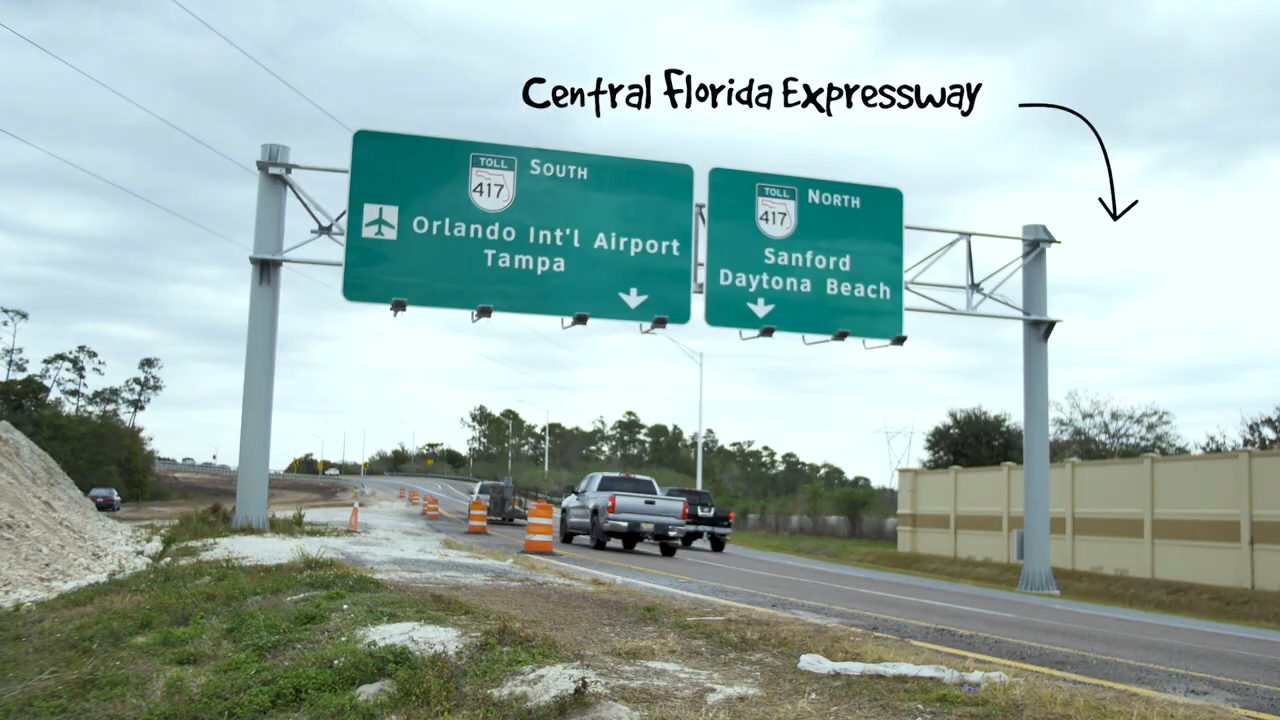 Central Florida Expressway
TOLL
417
SOUTH
Orlando Int'l Airport
Tampa
TOLL
417
NORTH
Sanford
Daytona Beach